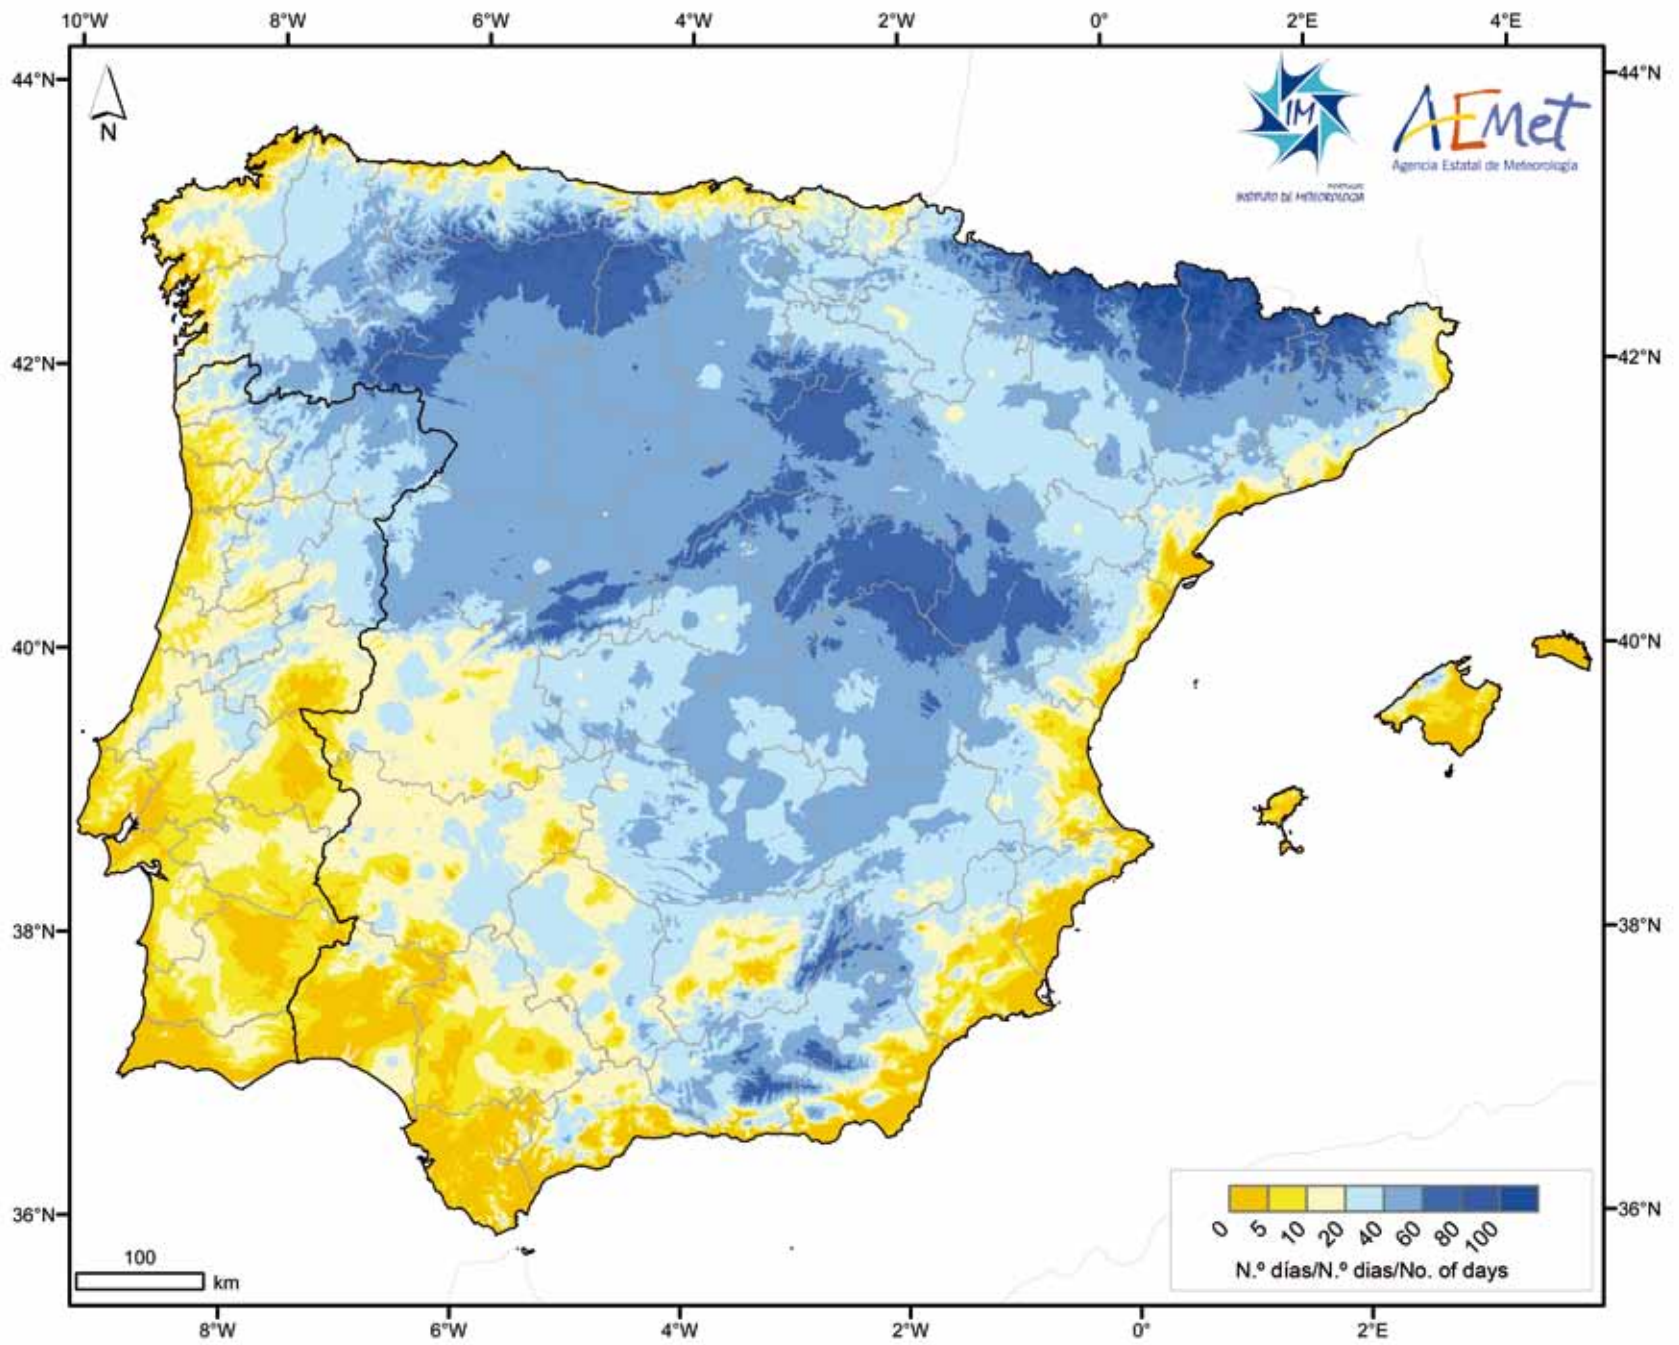 10°W 8°W 6°W 4°W 2°W 0° 2°E 4°E
44°N 44°N
N
IM
AEMet
Agencia Estatal de Meteorología
PORTUGAL
INSTITUTO DE METEOROLOGIA
42°N 42°N
40°N 40°N
38°N 38°N
36°N 36°N
0 5 10 20 40 60 80 100
N.º días/N.º dias/No. of days
100
km
8°W 6°W 4°W 2°W 0° 2°E